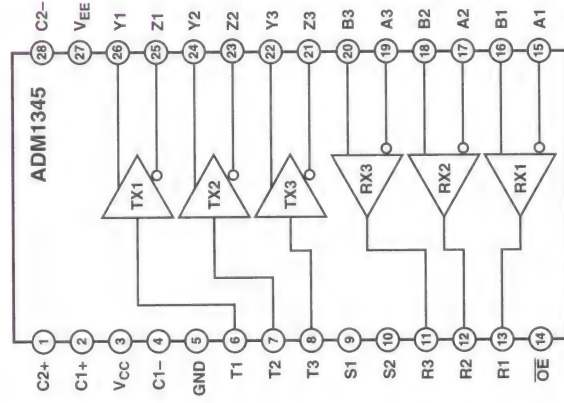 C2+ 1 ADM1345 28 C2−
C1+ 2 27 VEE
VCC 3 26 Y1
C1− 4 TX1 25 Z1
GND 5 24 Y2
T1 6 TX2 23 Z2
T2 7 22 Y3
T3 8 TX3 21 Z3
S1 9 20 B3
S2 10 RX3 19 A3
R3 11 18 B2
R2 12 RX2 17 A2
R1 13 16 B1
O̅E̅ 14 RX1 15 A1